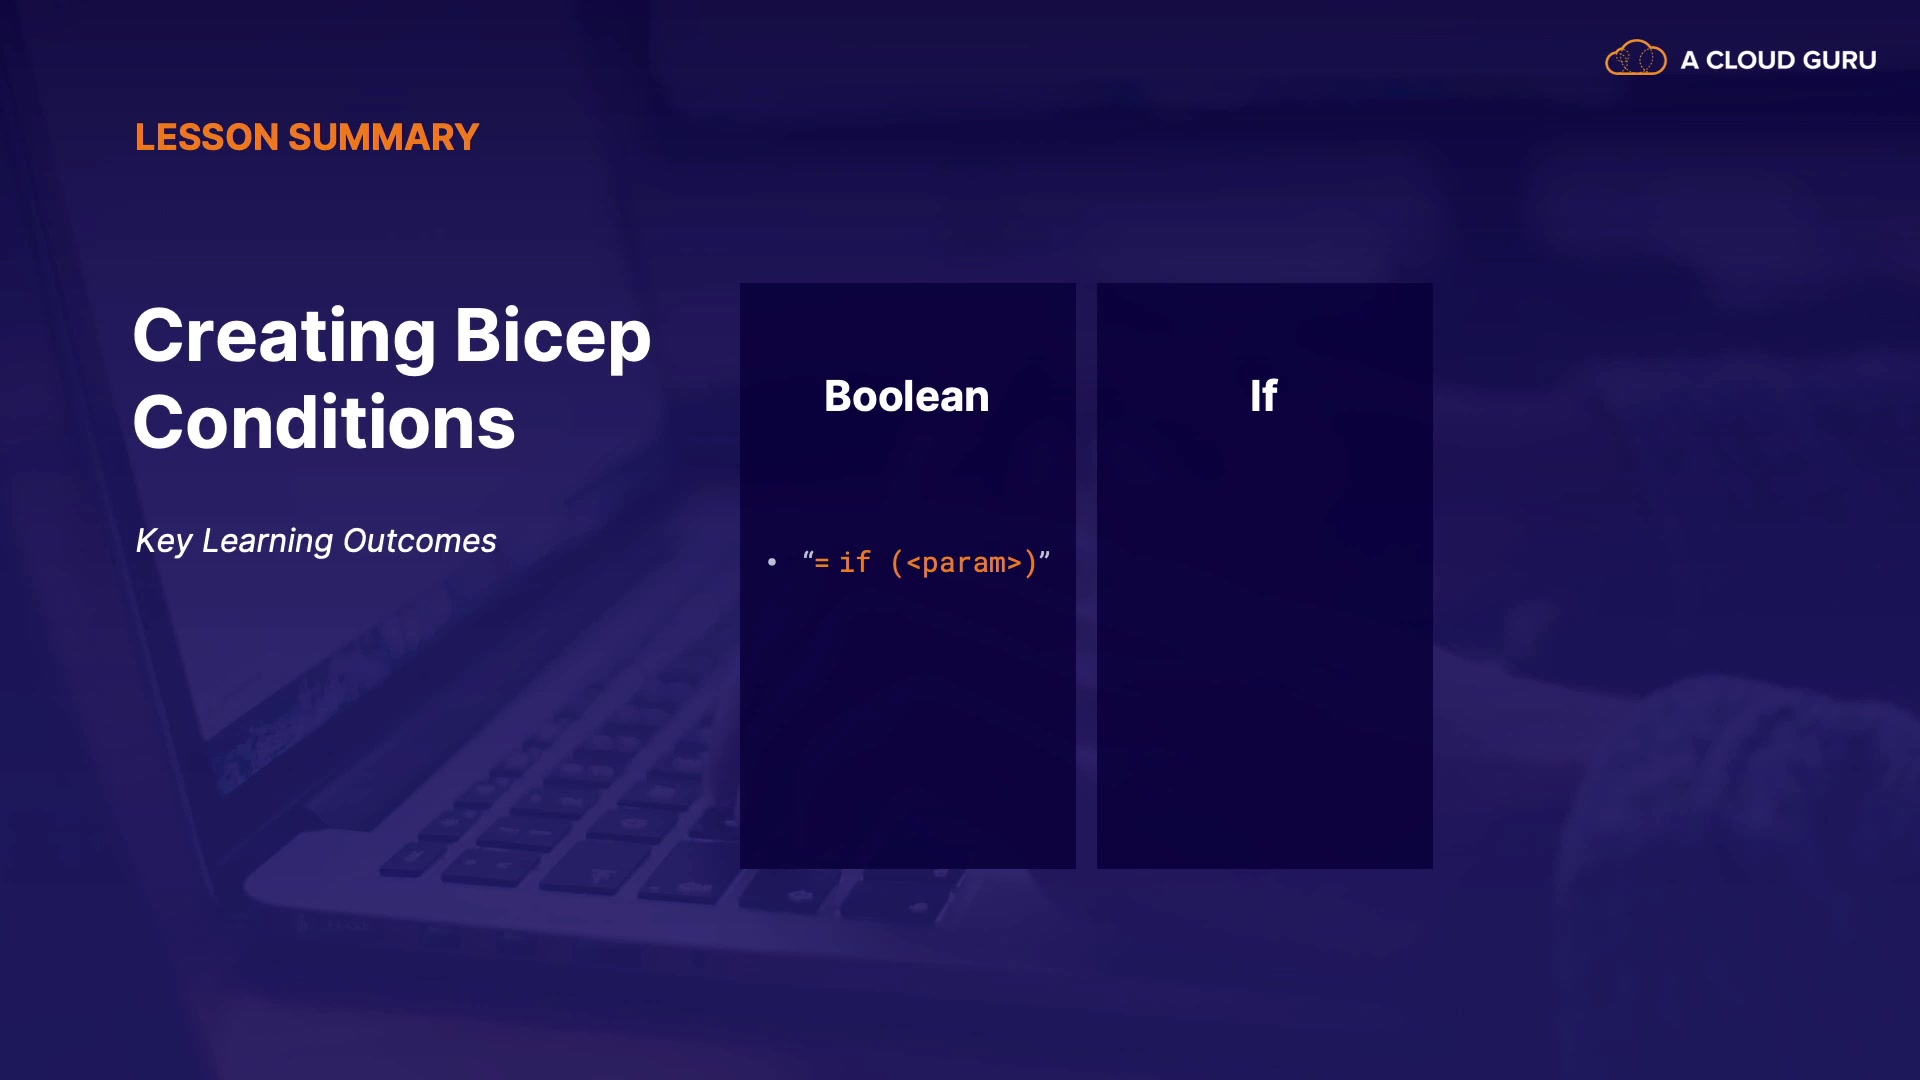 A CLOUD GURU
LESSON SUMMARY
Creating Bicep
Conditions
Key Learning Outcomes
Boolean
• “= if (<param>)”
If